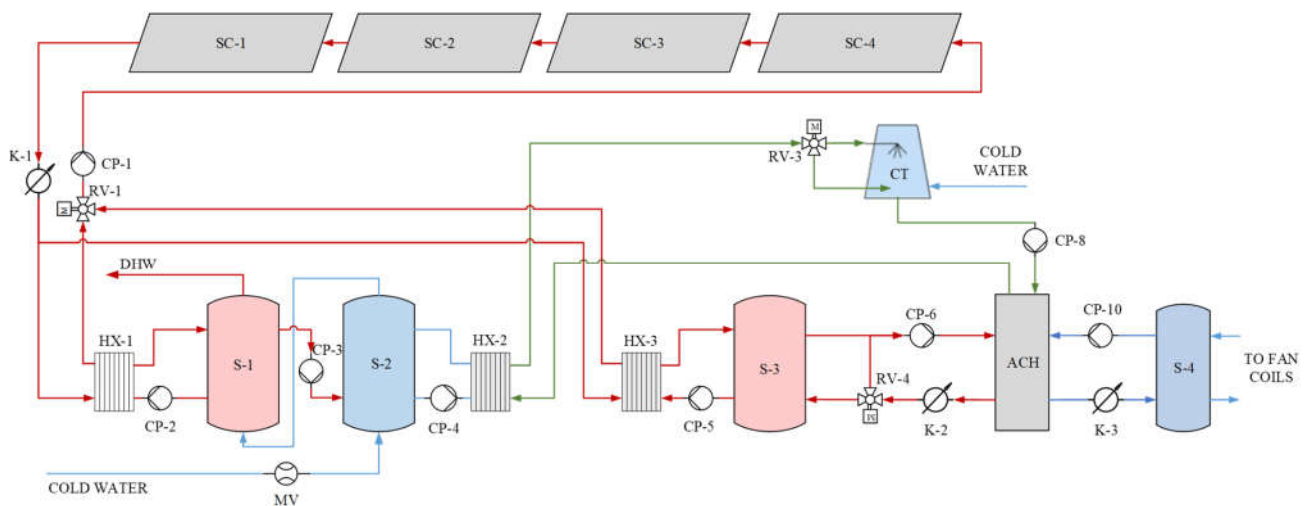 SC-1
SC-2
SC-3
SC-4
K-1
CP-1
RV-1
M
M
RV-3
CT
COLD
WATER
CP-8
DHW
HX-1
S-1
CP-2
CP-3
S-2
HX-2
CP-4
HX-3
CP-5
S-3
CP-6
RV-4
K-2
ACH
CP-10
K-3
S-4
TO FAN
COILS
COLD WATER
MV